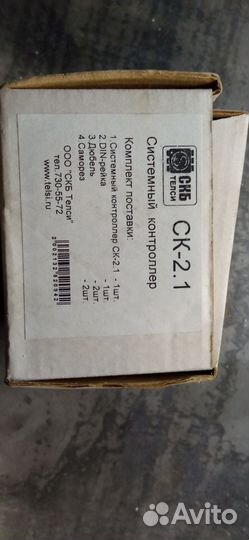 СКБ
ТЕЛСИ
СК-2.1
Системный контроллер
Комплект поставки:
1 Системный контроллер СК-2.1 - 1шт.
2.DIN-рейка - 1шт.
3.Дюбель - 2шт.
4.Саморез - 2шт.
ООО "СКБ Телси"
тел.730-55-72
www.telsi.ru
Avito